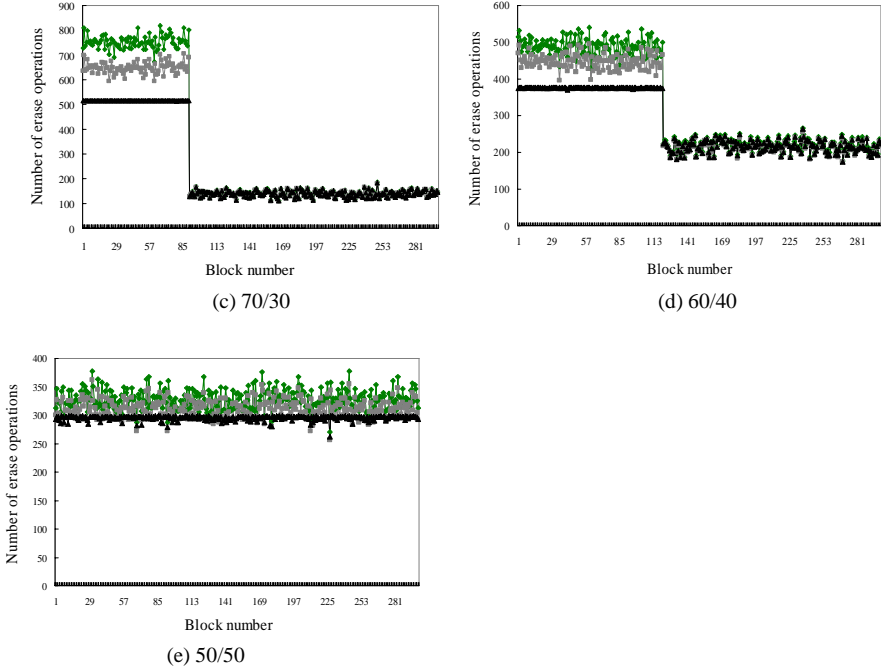 900
800
700
600
500
400
300
200
100
0
Number of erase operations
1 29 57 85 113 141 169 197 225 253 281
Block number
(c) 70/30
600
500
400
300
200
100
0
Number of erase operations
1 29 57 85 113 141 169 197 225 253 281
Block number
(d) 60/40
400
350
300
250
200
150
100
50
0
Number of erase operations
1 29 57 85 113 141 169 197 225 253 281
Block number
(e) 50/50